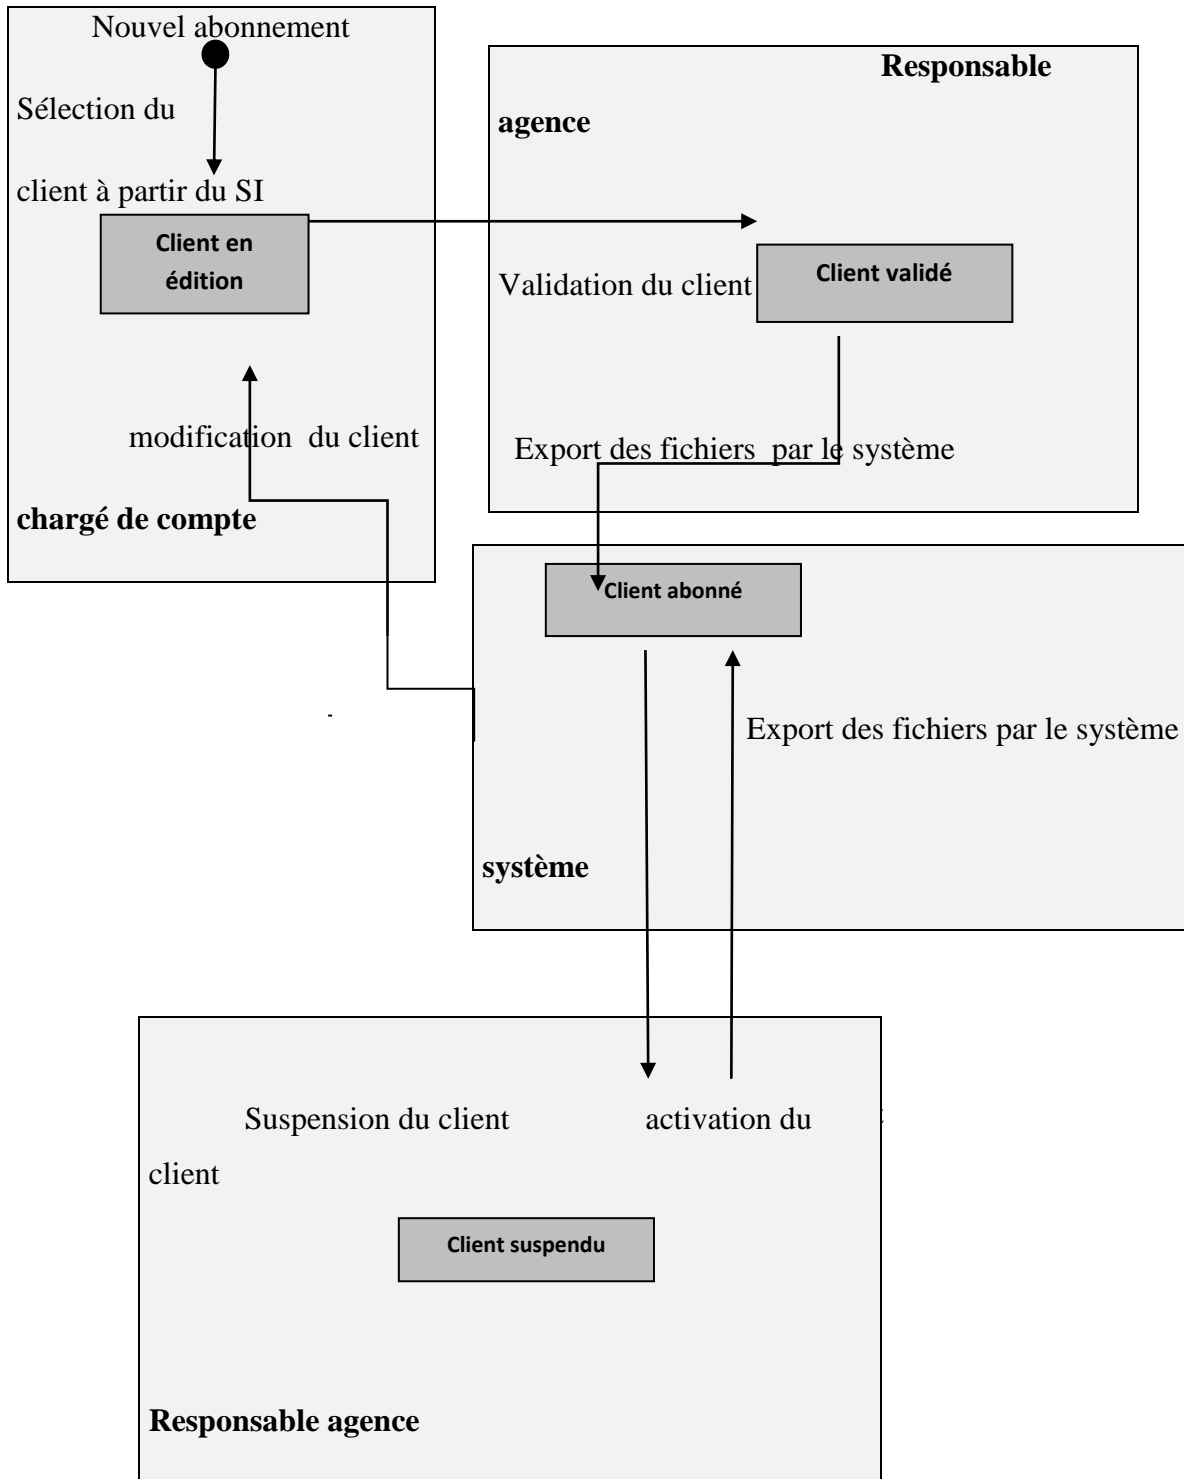 Nouvel abonnement
Sélection du
client à partir du SI
Client en
édition
modification du client
chargé de compte
Responsable
agence
Validation du client
Client validé
Export des fichiers par le système
Client abonné
-
Export des fichiers par le système
système
Suspension du client activation du
client
Client suspendu
Responsable agence